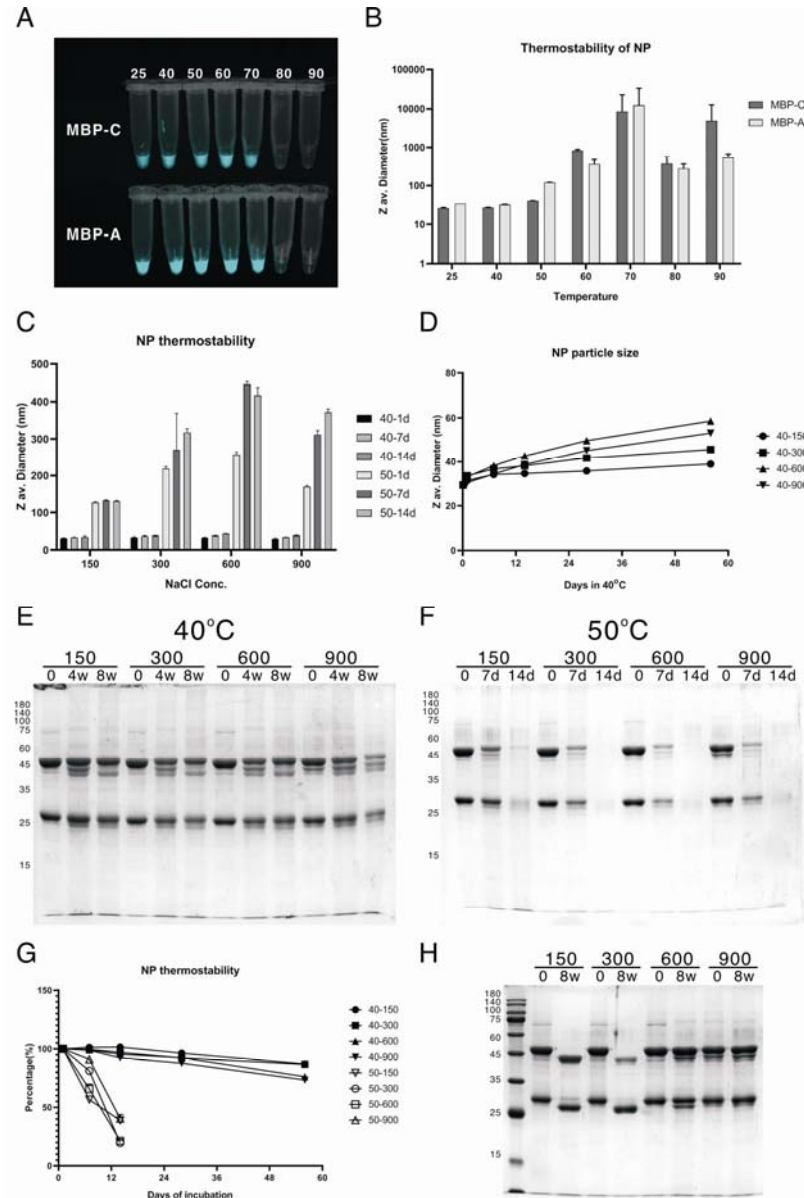 A
25 40 50 60 70 80 90
MBP-C
MBP-A
B
Thermostability of NP
Z av. Diameter(nm)
100000
10000
1000
100
10
1
25 40 50 60 70 80 90
Temperature
MBP-C
MBP-A
C
NP thermostability
Z av. Diameter (nm)
500
400
300
200
100
0
150 300 600 900
NaCl Conc.
40-1d
40-7d
40-14d
50-1d
50-7d
50-14d
D
NP particle size
Z av. Diameter (nm)
80
60
40
20
0
0 12 24 36 48 60
Days in 40°C
40-150
40-300
40-600
40-900
E
40°C
150 300 600 900
0 4w 8w 0 4w 8w 0 4w 8w 0 4w 8w
180
140
100
75
60
45
35
25
15
F
50°C
150 300 600 900
0 7d 14d 0 7d 14d 0 7d 14d 0 7d 14d
180
140
100
75
60
45
35
25
15
G
NP thermostability
Percentage(%)
150
100
50
0
0 12 24 36 48 60
Days of incubation
40-150
40-300
40-600
40-900
50-150
50-300
50-600
50-900
H
150 300 600 900
0 8w 0 8w 0 8w 0 8w
180
140
100
75
60
45
35
25
15